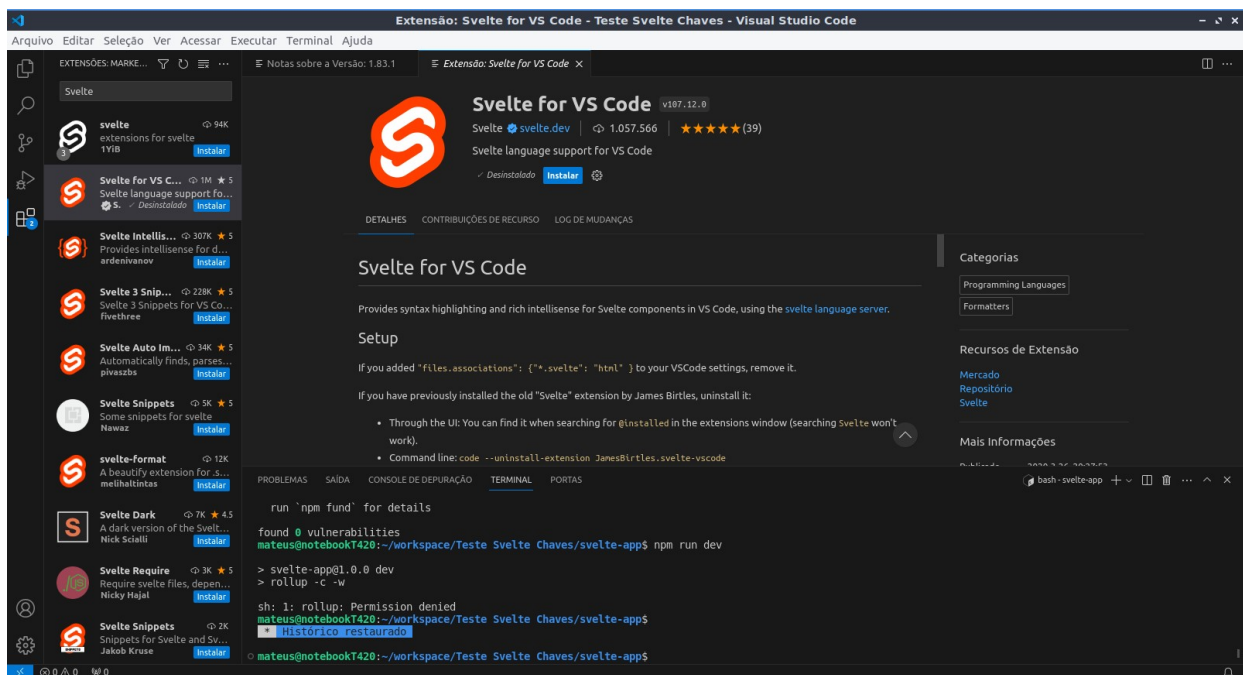 Extensão: Svelte for VS Code - Teste Svelte Chaves - Visual Studio Code
Arquivo Editar Seleção Ver Acessar Executar Terminal Ajuda
EXTENSÕES: MARKE...
Svelte
svelte 94K
extensions for svelte
1YiB Instalar
3
Svelte for VS C... 1M ★ 5
Svelte language support fo...
S. ✓ Desinstalado Instalar
2
Svelte Intellis... 307K ★ 5
Provides intellisense for d...
ardenivanov Instalar
Svelte 3 Snip... 228K ★ 5
Svelte 3 Snippets for VS Co...
fivethree Instalar
Svelte Auto Im... 34K ★ 5
Automatically finds, parses...
pivaszbs Instalar
Svelte Snippets 5K ★ 5
Some snippets for svelte
Nawaz Instalar
svelte-format 12K
A beautify extension for .s...
melihaltintas Instalar
Svelte Dark 7K ★ 4.5
A dark version of the Svelt...
Nick Scialli Instalar
Svelte Require 3K ★ 5
Require svelte files, depen...
Nicky Hajal Instalar
Svelte Snippets 2K
Snippets for Svelte and Sv...
Jakob Kruse Instalar
Notas sobre a Versão: 1.83.1 Extensão: Svelte for VS Code ×
Svelte for VS Code v107.12.0
Svelte svelte.dev 1.057.566 ★★★★★(39)
Svelte language support for VS Code
✓ Desinstalado Instalar
DETALHES CONTRIBUIÇÕES DE RECURSO LOG DE MUDANÇAS
Svelte for VS Code
Provides syntax highlighting and rich intellisense for Svelte components in VS Code, using the svelte language server.
Setup
If you added "files.associations": {"*.svelte": "html" } to your VSCode settings, remove it.
If you have previously installed the old "Svelte" extension by James Birtles, uninstall it:
• Through the UI: You can find it when searching for @installed in the extensions window (searching Svelte won't
work).
• Command line: code --uninstall-extension JamesBirtles.svelte-vscode
Categorias
Programming Languages
Formatters
Recursos de Extensão
Mercado
Repositório
Svelte
Mais Informações
PROBLEMAS SAÍDA CONSOLE DE DEPURAÇÃO TERMINAL PORTAS
bash - svelte-app
run `npm fund` for details
found 0 vulnerabilities
mateus@notebookT420:~/workspace/Teste Svelte Chaves/svelte-app$ npm run dev
> svelte-app@1.0.0 dev
> rollup -c -w
sh: 1: rollup: Permission denied
mateus@notebookT420:~/workspace/Teste Svelte Chaves/svelte-app$
* Histórico restaurado
mateus@notebookT420:~/workspace/Teste Svelte Chaves/svelte-app$
0 0 0